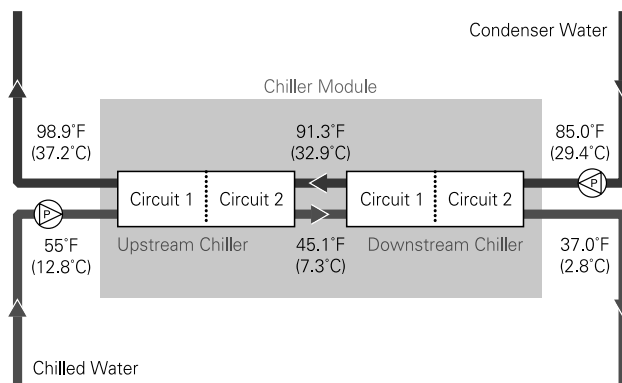 Condenser Water
Chiller Module
98.9°F
(37.2°C)
91.3°F
(32.9°C)
85.0°F
(29.4°C)
P
Circuit 1
Circuit 2
Circuit 1
Circuit 2
P
55°F
(12.8°C)
Upstream Chiller
45.1°F
(7.3°C)
Downstream Chiller
37.0°F
(2.8°C)
Chilled Water